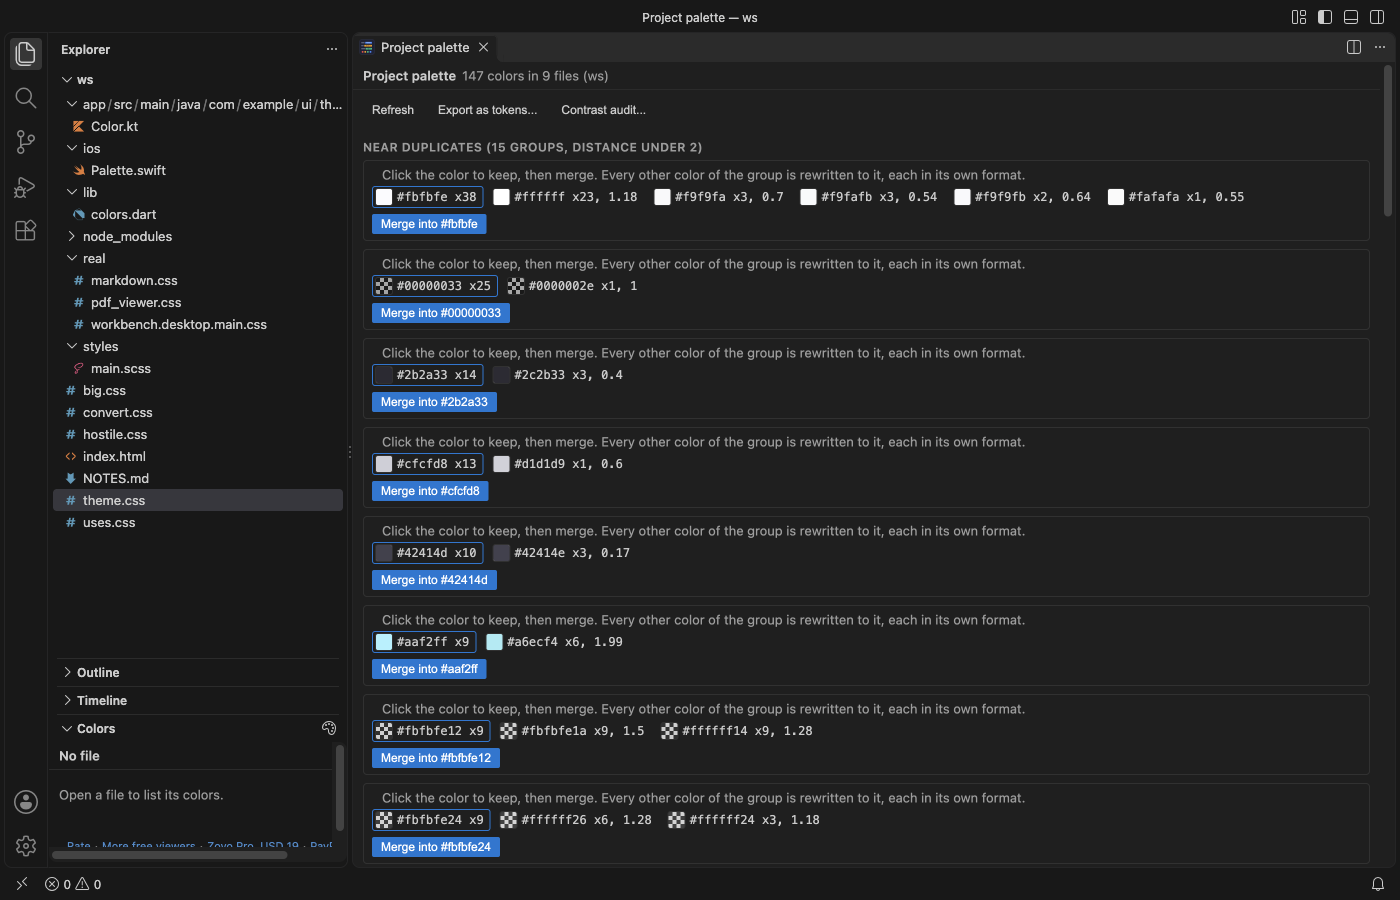 Project palette — ws
Explorer
ws
app/src/main/java/com/example/ui/th...
Color.kt
ios
Palette.swift
lib
colors.dart
node_modules
real
markdown.css
pdf_viewer.css
workbench.desktop.main.css
styles
main.scss
big.css
convert.css
hostile.css
index.html
NOTES.md
theme.css
uses.css
Outline
Timeline
Colors
No file
Open a file to list its colors.
Rate · More free viewers · Zovo Pro, USD 19 ·
0 0
Project palette
Project palette 147 colors in 9 files (ws)
Refresh Export as tokens... Contrast audit...
NEAR DUPLICATES (15 GROUPS, DISTANCE UNDER 2)
Click the color to keep, then merge. Every other color of the group is rewritten to it, each in its own format.
#fbfbfe x38 #ffffff x23, 1.18 #f9f9fa x3, 0.7 #f9fafb x3, 0.54 #f9f9fb x2, 0.64 #fafafa x1, 0.55
Merge into #fbfbfe
Click the color to keep, then merge. Every other color of the group is rewritten to it, each in its own format.
#00000033 x25 #0000002e x1, 1
Merge into #00000033
Click the color to keep, then merge. Every other color of the group is rewritten to it, each in its own format.
#2b2a33 x14 #2c2b33 x3, 0.4
Merge into #2b2a33
Click the color to keep, then merge. Every other color of the group is rewritten to it, each in its own format.
#cfcfd8 x13 #d1d1d9 x1, 0.6
Merge into #cfcfd8
Click the color to keep, then merge. Every other color of the group is rewritten to it, each in its own format.
#42414d x10 #42414e x3, 0.17
Merge into #42414d
Click the color to keep, then merge. Every other color of the group is rewritten to it, each in its own format.
#aaf2ff x9 #a6ecf4 x6, 1.99
Merge into #aaf2ff
Click the color to keep, then merge. Every other color of the group is rewritten to it, each in its own format.
#fbfbfe12 x9 #fbfbfe1a x9, 1.5 #ffffff14 x9, 1.28
Merge into #fbfbfe12
Click the color to keep, then merge. Every other color of the group is rewritten to it, each in its own format.
#fbfbfe24 x9 #ffffff26 x6, 1.28 #ffffff24 x3, 1.18
Merge into #fbfbfe24